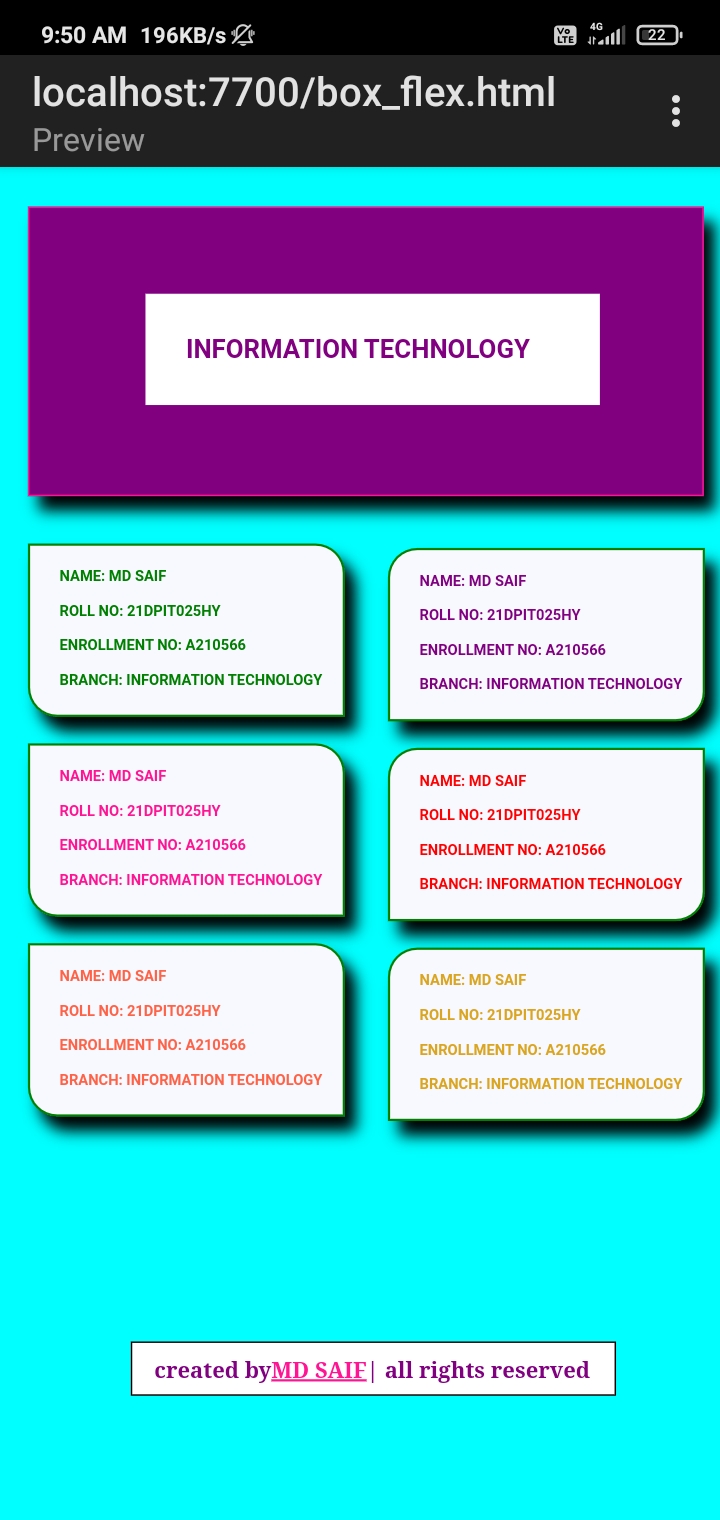 9:50 AM 196KB/s Vo LTE 4G 22
localhost:7700/box_flex.html
Preview
INFORMATION TECHNOLOGY
NAME: MD SAIF
ROLL NO: 21DPIT025HY
ENROLLMENT NO: A210566
BRANCH: INFORMATION TECHNOLOGY
NAME: MD SAIF
ROLL NO: 21DPIT025HY
ENROLLMENT NO: A210566
BRANCH: INFORMATION TECHNOLOGY
NAME: MD SAIF
ROLL NO: 21DPIT025HY
ENROLLMENT NO: A210566
BRANCH: INFORMATION TECHNOLOGY
NAME: MD SAIF
ROLL NO: 21DPIT025HY
ENROLLMENT NO: A210566
BRANCH: INFORMATION TECHNOLOGY
NAME: MD SAIF
ROLL NO: 21DPIT025HY
ENROLLMENT NO: A210566
BRANCH: INFORMATION TECHNOLOGY
NAME: MD SAIF
ROLL NO: 21DPIT025HY
ENROLLMENT NO: A210566
BRANCH: INFORMATION TECHNOLOGY
created byMD SAIF| all rights reserved